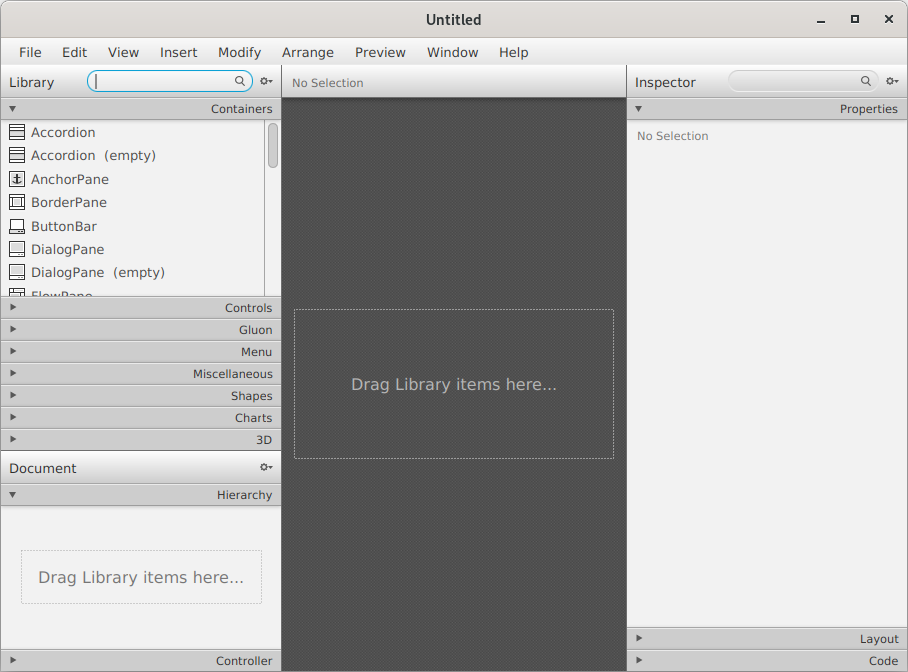 Untitled
File Edit View Insert Modify Arrange Preview Window Help
Library
No Selection
Inspector
Containers
Properties
Accordion
No Selection
Accordion (empty)
AnchorPane
BorderPane
ButtonBar
DialogPane
DialogPane (empty)
FlowPane
Controls
Gluon
Menu
Miscellaneous
Shapes
Charts
3D
Drag Library items here...
Document
Hierarchy
Drag Library items here...
Controller
Layout
Code